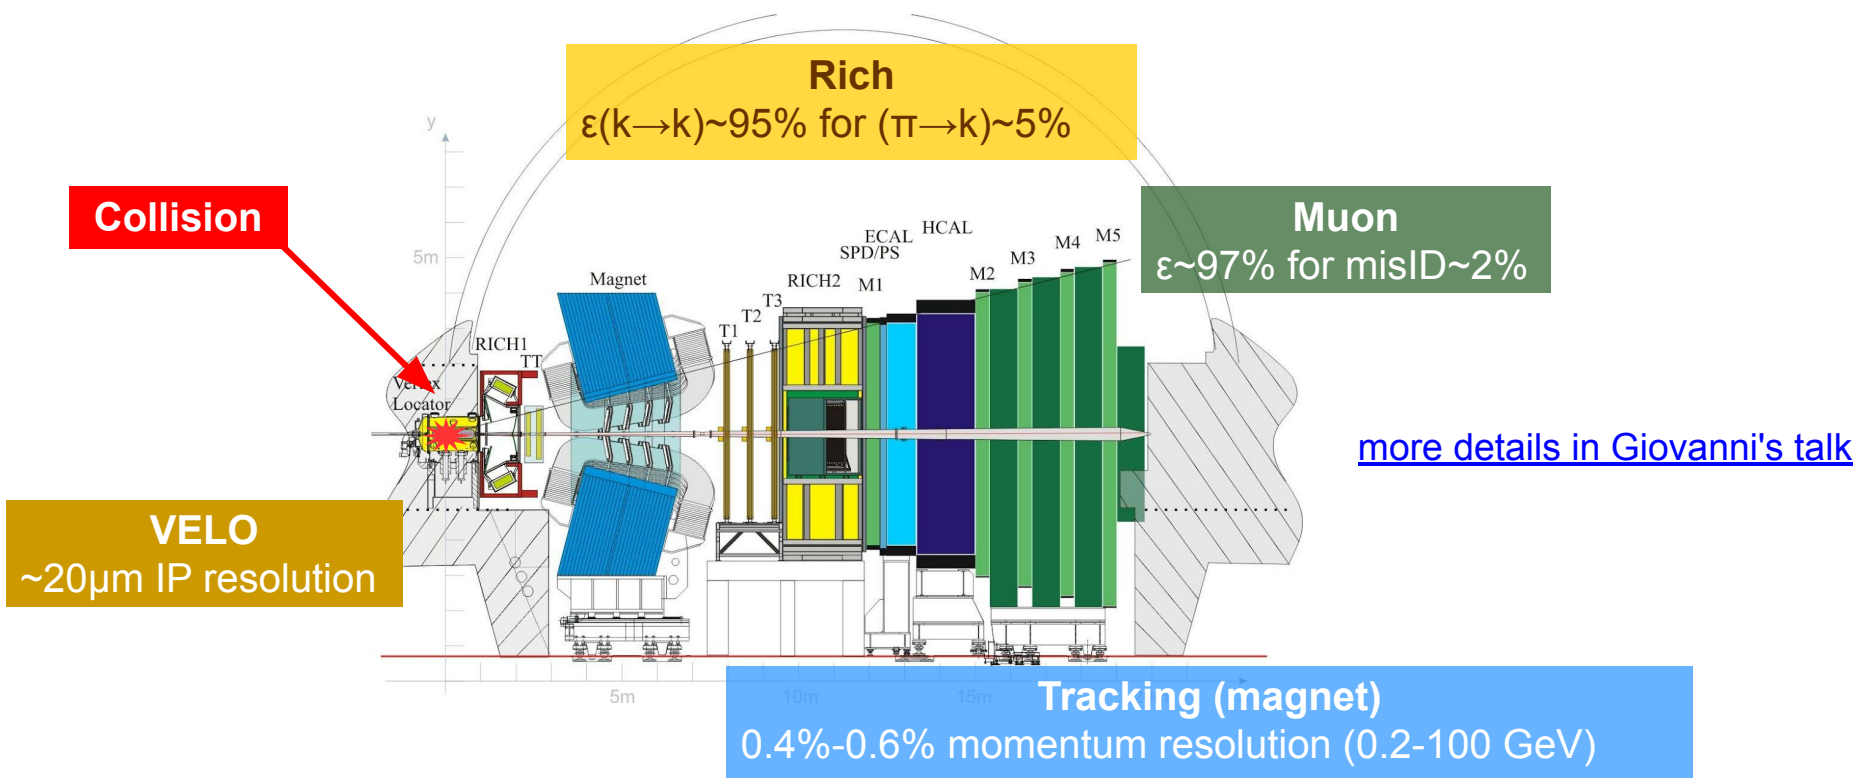 Rich
ε(k→k)~95% for (π→k)~5%
y
Collision
Muon
ε~97% for misID~2%
5m
Magnet
RICH1
TT
T1
T2
T3
RICH2
SPD/PS
M1
ECAL
HCAL
M2
M3
M4
M5
Vertex
Locator
more details in Giovanni's talk
VELO
~20μm IP resolution
5m
10m
15m
Tracking (magnet)
0.4%-0.6% momentum resolution (0.2-100 GeV)